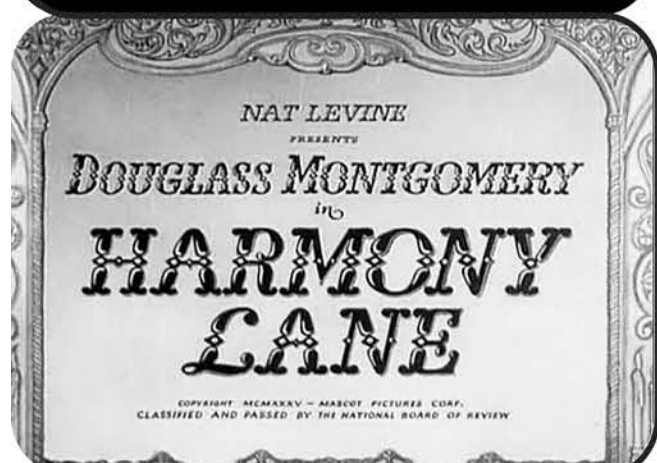 NAT LEVINE
PRESENTS
DOUGLASS MONTGOMERY
in
HARMONY
LANE
COPYRIGHT MCMXXXV – MASCOT PICTURES CORP.
CLASSIFIED AND PASSED BY THE NATIONAL BOARD OF REVIEW